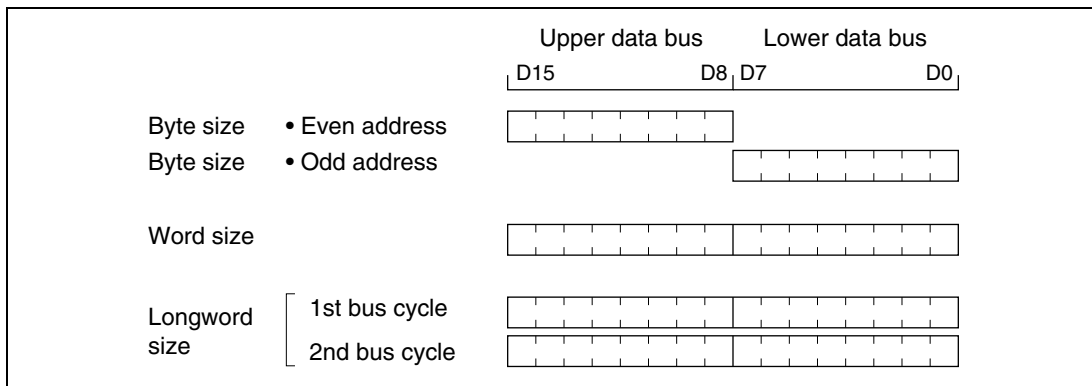 Upper data bus Lower data bus
D15 D8 D7 D0
Byte size • Even address
Byte size • Odd address
Word size
Longword size 1st bus cycle
2nd bus cycle